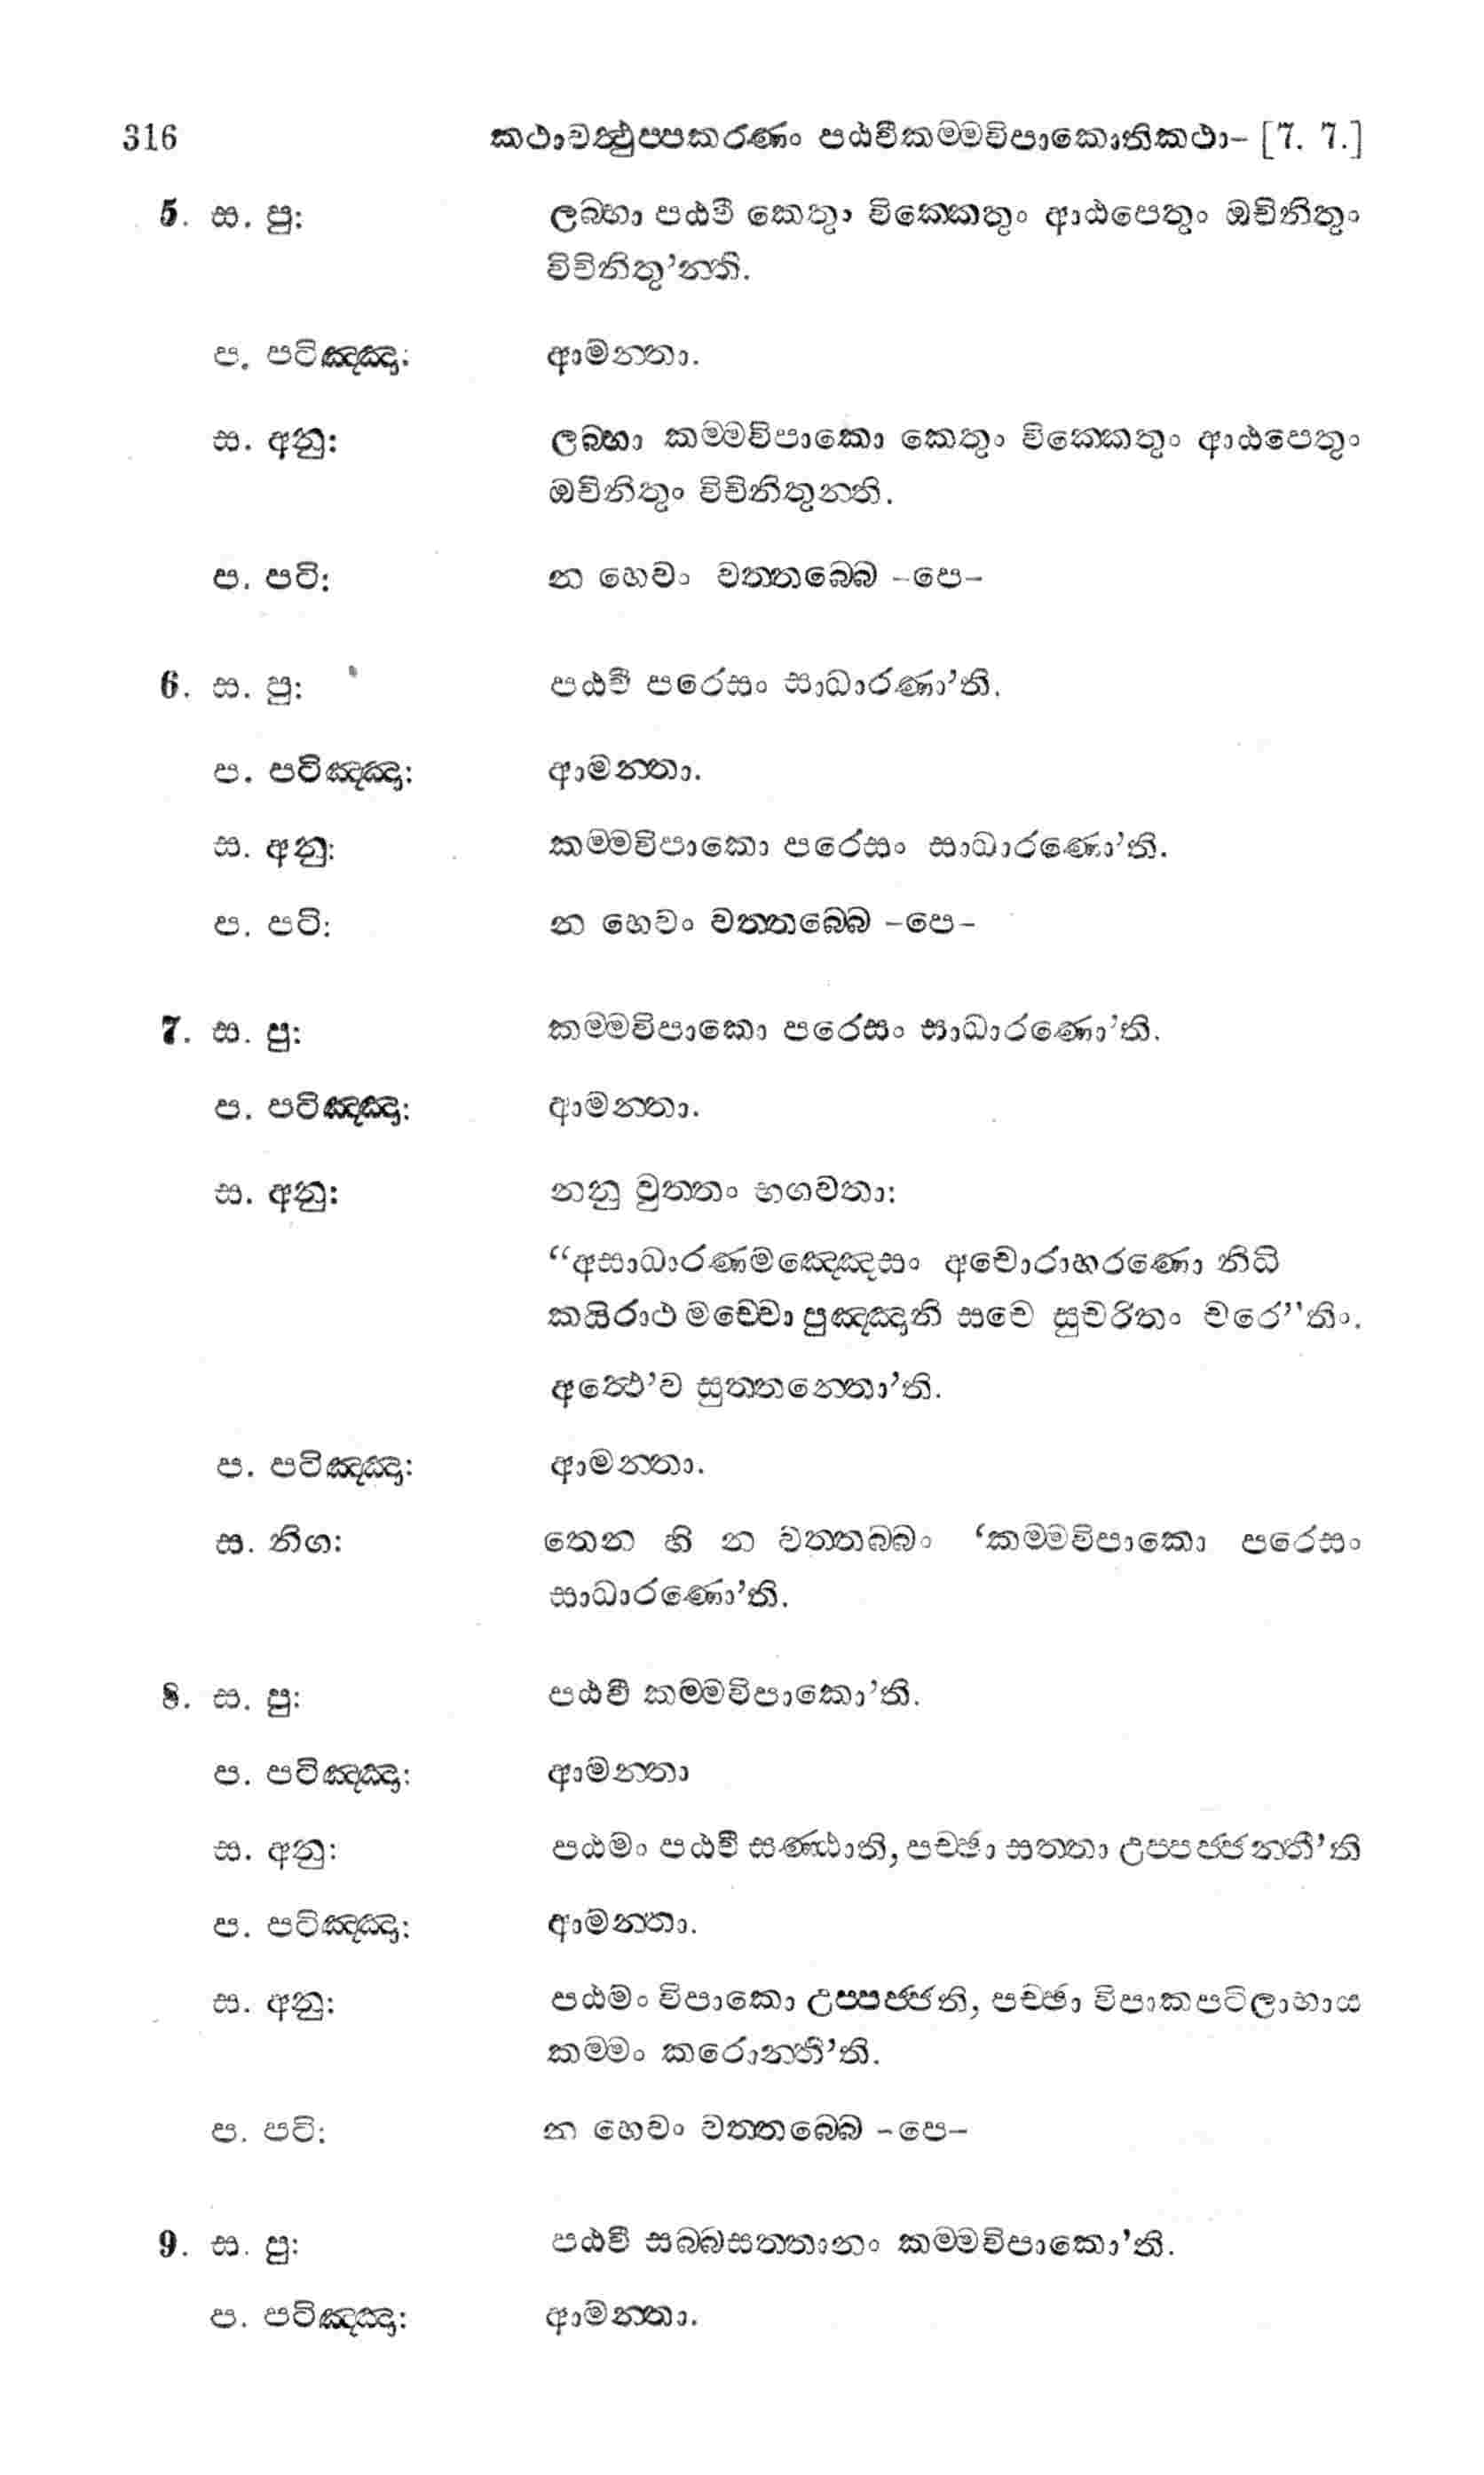 316 කථාවත්‍ථුප‍්පකරණං පඨවීකම‍්මවිපාකොතිකථා- [7. 7.]
5. ස. පු: ලබ‍්භා පඨවී කෙතුං වික‍්කෙතුං ආඨපෙතුං ඔචිනිතුං
විචිනිතු’න‍්ති.
ප. පටිඤ‍්ඤා: ආමන‍්තා.
ස. අනු: ලබ‍්භා කම‍්මවිපාකො කෙතුං වික‍්කෙතුං ආඨපෙතුං
ඔචිනිතුං විචිනිතුන‍්ති.
ප. පටි: න හෙවං වත‍්තබ‍්බෙ -පෙ-
6. ස. පු: පඨවී පරෙසං සාධාරණා’ති.
ප. පටිඤ‍්ඤා: ආමන‍්තා.
ස. අනු: කම‍්මවිපාකො පරෙසං සාධාරණො’ති.
ප. පටි: න හෙවං වත‍්තබ‍්බෙ -පෙ-
7. ස. පු: කම‍්මවිපාකො පරෙසං සාධාරණො’ති.
ප. පටිඤ‍්ඤා: ආමන‍්තා.
ස. අනු: නනු වුත‍්තං භගවතා:
“අසාධාරණමඤ‍්ඤෙසං අචොරාහරණො නිධි
කයිරාථ මච‍්චො පුඤ‍්ඤානි සචෙ සුචරිතං චරෙ”තිං.
අත්‍ථෙ’ව සුත‍්තන‍්තො’ති.
ප. පටිඤ‍්ඤා: ආමන‍්තා.
ස. නිග: තෙන හි න වත‍්තබ‍්බං ‘කම‍්මවිපාකො පරෙසං
සාධාරණො’ති.
8. ස. පු: පඨවී කම‍්මවිපාකො’ති.
ප. පටිඤ‍්ඤා: ආමන‍්තා
ස. අනු: පඨමං පඨවී සණ‍්ඨාති, පච‍්ඡා සත‍්තා උප‍්පජ‍්ජන‍්තී’ති
ප. පටිඤ‍්ඤා: ආමන‍්තා.
ස. අනු: පඨමං විපාකො උප‍්පජ‍්ජති, පච‍්ඡා විපාකපටිලාභාය
කම‍්මං කරොන‍්තී’ති.
ප. පටි: න හෙවං වත‍්තබ‍්බෙ -පෙ-
9. ස. පු: පඨවී සබ‍්බසත‍්තානං කම‍්මවිපාකො’ති.
ප. පටිඤ‍්ඤා: ආමන‍්තා.